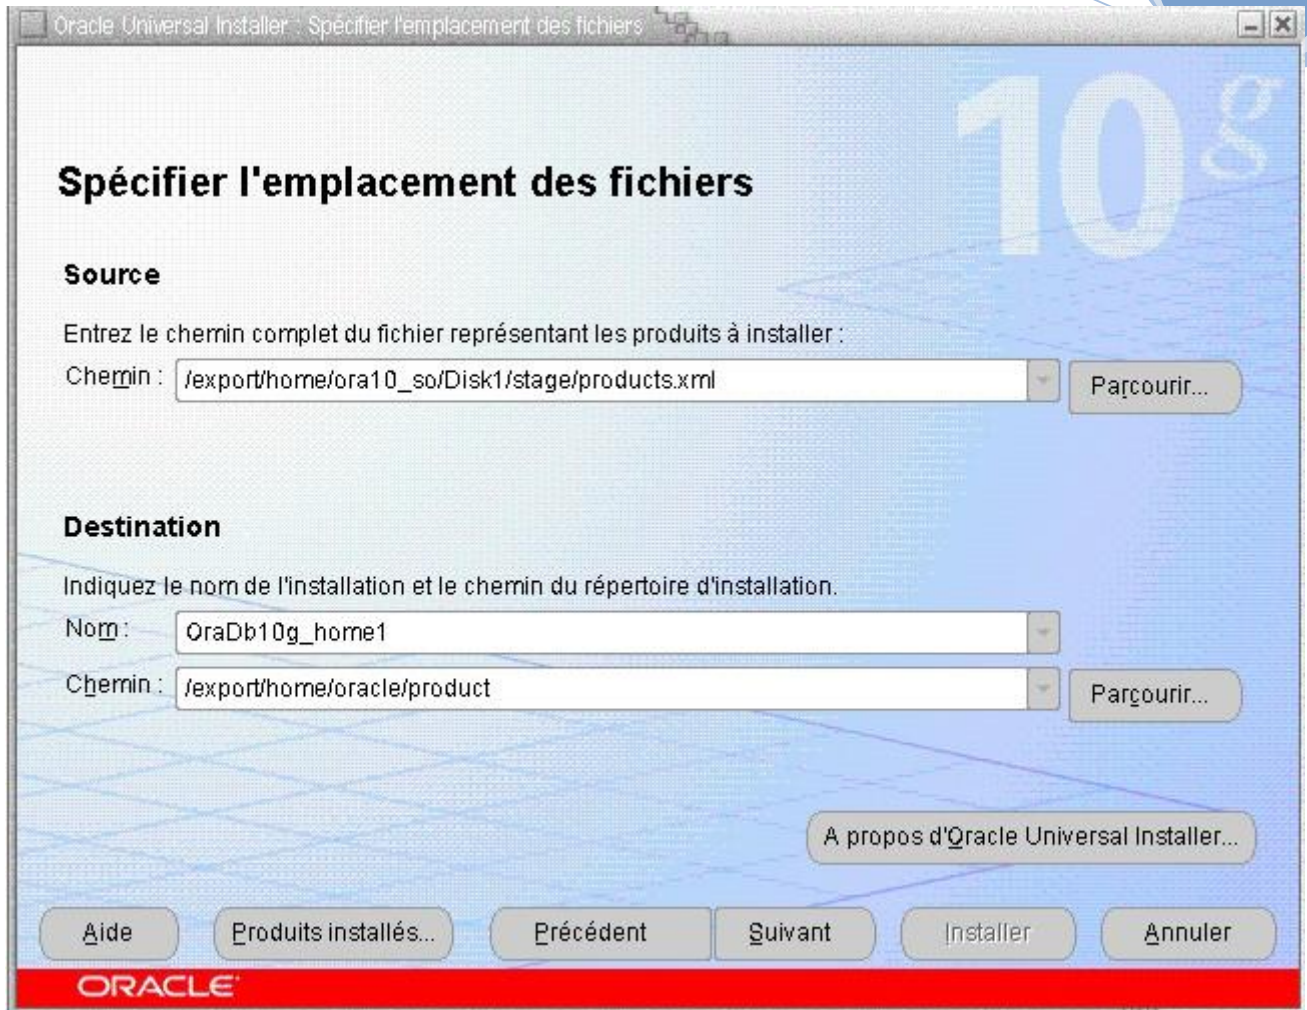 Oracle Universal Installer : Spécifier l'emplacement des fichiers
10g
Spécifier l'emplacement des fichiers
Source
Entrez le chemin complet du fichier représentant les produits à installer :
Chemin : /export/home/ora10_so/Disk1/stage/products.xml Parcourir...
Destination
Indiquez le nom de l'installation et le chemin du répertoire d'installation.
Nom : OraDb10g_home1
Chemin : /export/home/oracle/product Parcourir...
A propos d'Oracle Universal Installer...
Aide Produits installés... Précédent Suivant Installer Annuler
ORACLE